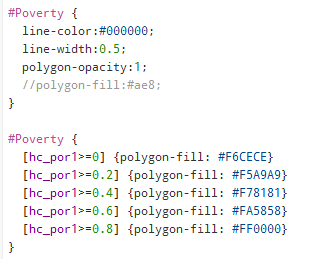 #Poverty {
  line-color:#000000;
  line-width:0.5;
  polygon-opacity:1;
  //polygon-fill:#ae8;
}

#Poverty {
  [hc_por1>=0] {polygon-fill: #F6CECE}
  [hc_por1>=0.2] {polygon-fill: #F5A9A9}
  [hc_por1>=0.4] {polygon-fill: #F78181}
  [hc_por1>=0.6] {polygon-fill: #FA5858}
  [hc_por1>=0.8] {polygon-fill: #FF0000}
}